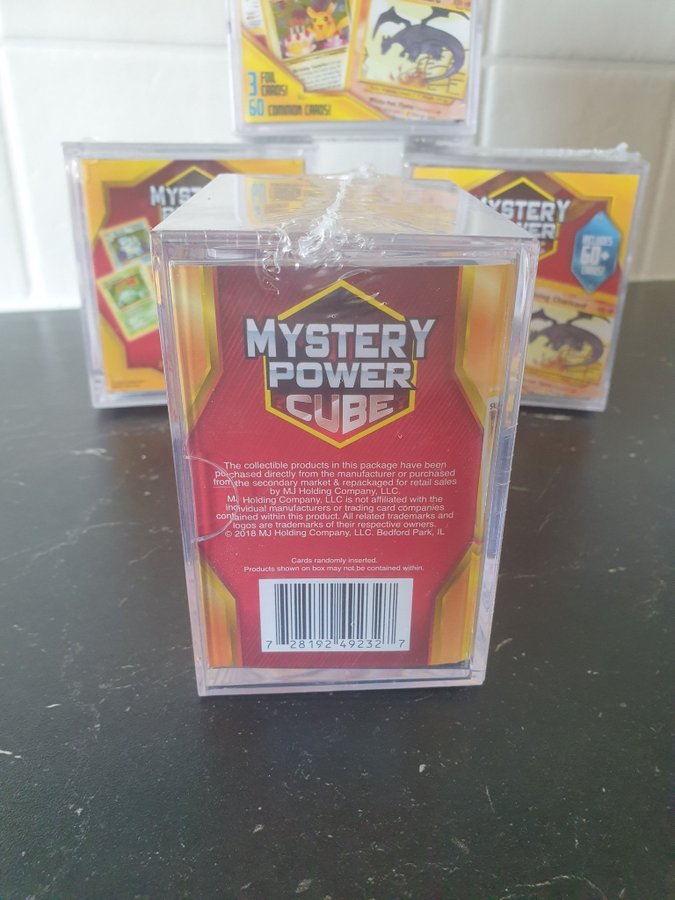 3 FOIL
CARDS!
60 COMMON CARDS!
MYSTERY
POWER
INCLUDES
60+
CARDS!
MYSTERY
POWER
CUBE
The collectible products in this package have been
purchased directly from the manufacturer or purchased
from the secondary market & repackaged for retail sales
by MJ Holding Company, LLC.
MJ Holding Company, LLC is not affiliated with the
individual manufacturers or trading card companies
contained within this product. All related trademarks and
logos are trademarks of their respective owners.
© 2018 MJ Holding Company, LLC. Bedford Park, IL
Cards randomly inserted.
Products shown on box may not be contained within.
7 28192 49232 7